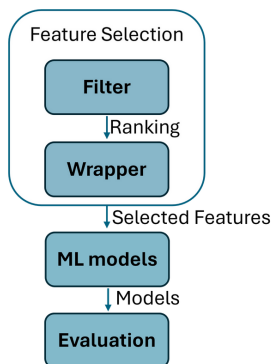 Feature Selection
Filter
Ranking
Wrapper
Selected Features
ML models
Models
Evaluation